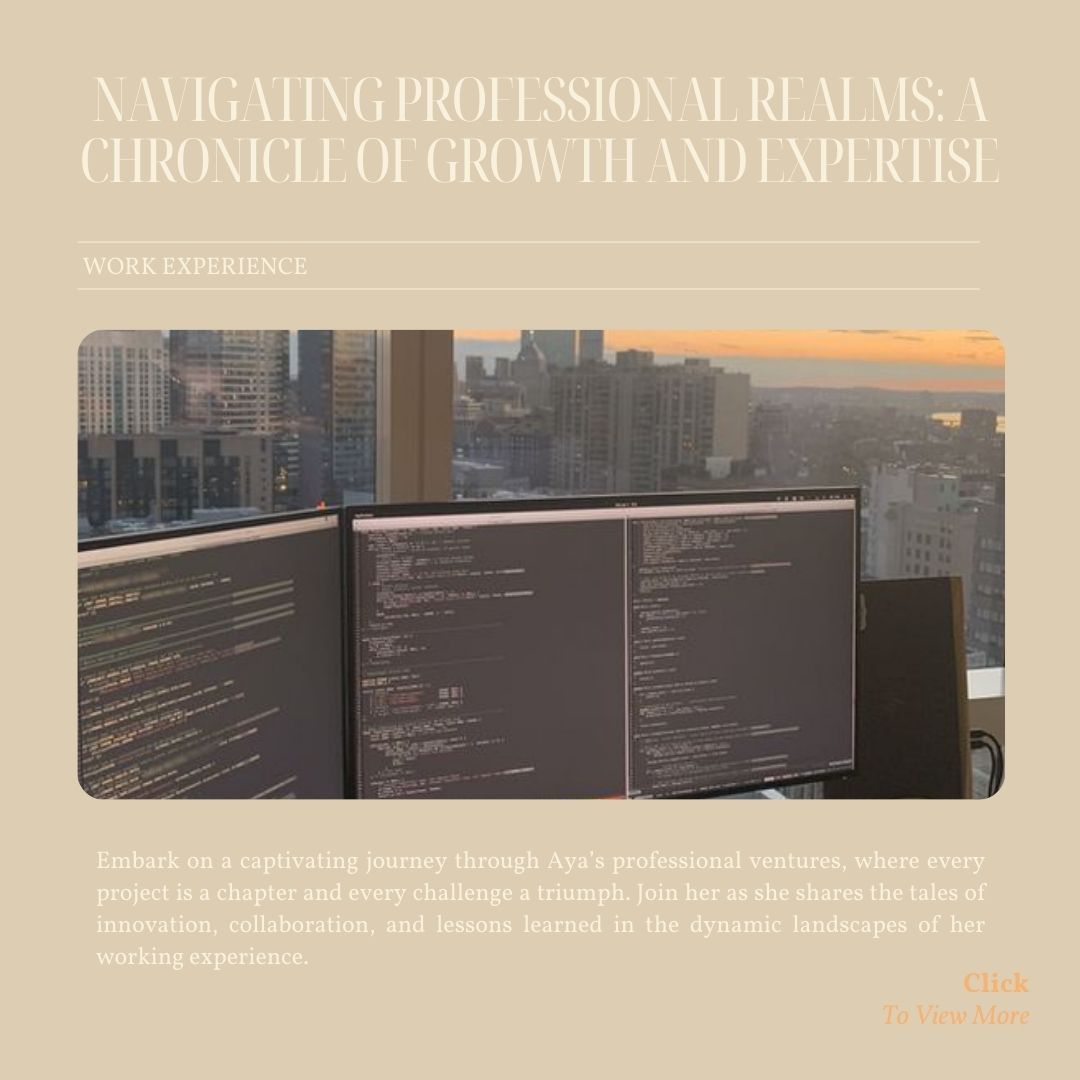 NAVIGATING PROFESSIONAL REALMS: A
CHRONICLE OF GROWTH AND EXPERTISE
WORK EXPERIENCE
Embark on a captivating journey through Aya’s professional ventures, where every
project is a chapter and every challenge a triumph. Join her as she shares the tales of
innovation, collaboration, and lessons learned in the dynamic landscapes of her
working experience.
Click
To View More